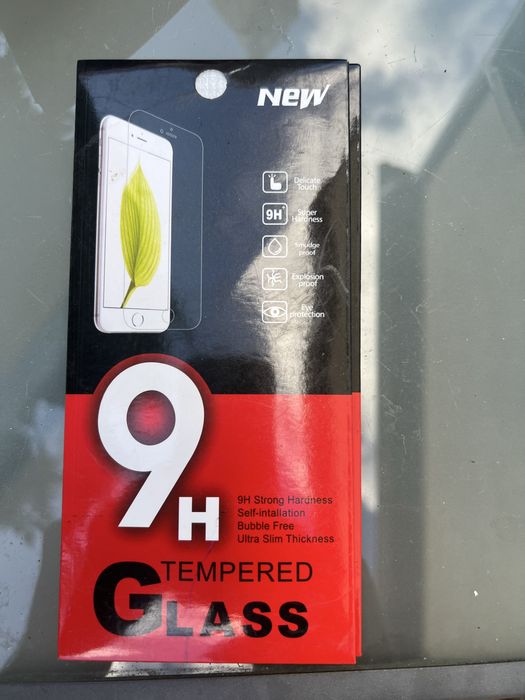 New
Delicate
Touch
9H
Super
Hardness
Smudge
proof
Explosion
proof
Eye
protection
9H
9H Strong Hardness
Self-intallation
Bubble Free
Ultra Slim Thickness
TEMPERED
GLASS